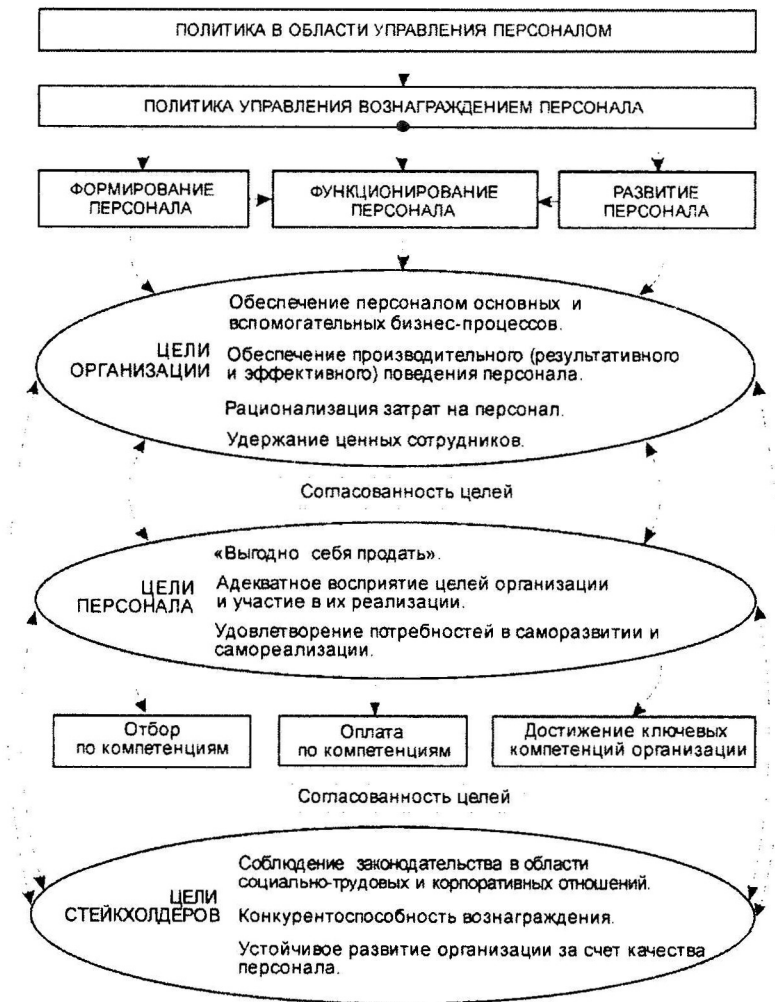 ПОЛИТИКА В ОБЛАСТИ УПРАВЛЕНИЯ ПЕРСОНАЛОМ
ПОЛИТИКА УПРАВЛЕНИЯ ВОЗНАГРАЖДЕНИЕМ ПЕРСОНАЛА
ФОРМИРОВАНИЕ
ПЕРСОНАЛА
ФУНКЦИОНИРОВАНИЕ
ПЕРСОНАЛА
РАЗВИТИЕ
ПЕРСОНАЛА
ЦЕЛИ
ОРГАНИЗАЦИИ
Обеспечение персоналом основных и
вспомогательных бизнес-процессов.
Обеспечение производительного (результативного
и эффективного) поведения персонала.
Рационализация затрат на персонал.
Удержание ценных сотрудников.
Согласованность целей
ЦЕЛИ
ПЕРСОНАЛА
«Выгодно себя продать».
Адекватное восприятие целей организации
и участие в их реализации.
Удовлетворение потребностей в саморазвитии и
самореализации.
Отбор
по компетенциям
Оплата
по компетенциям
Достижение ключевых
компетенций организации
Согласованность целей
ЦЕЛИ
СТЕЙКХОЛДЕРОВ
Соблюдение законодательства в области
социально-трудовых и корпоративных отношений.
Конкурентоспособность вознаграждения.
Устойчивое развитие организации за счет качества
персонала.